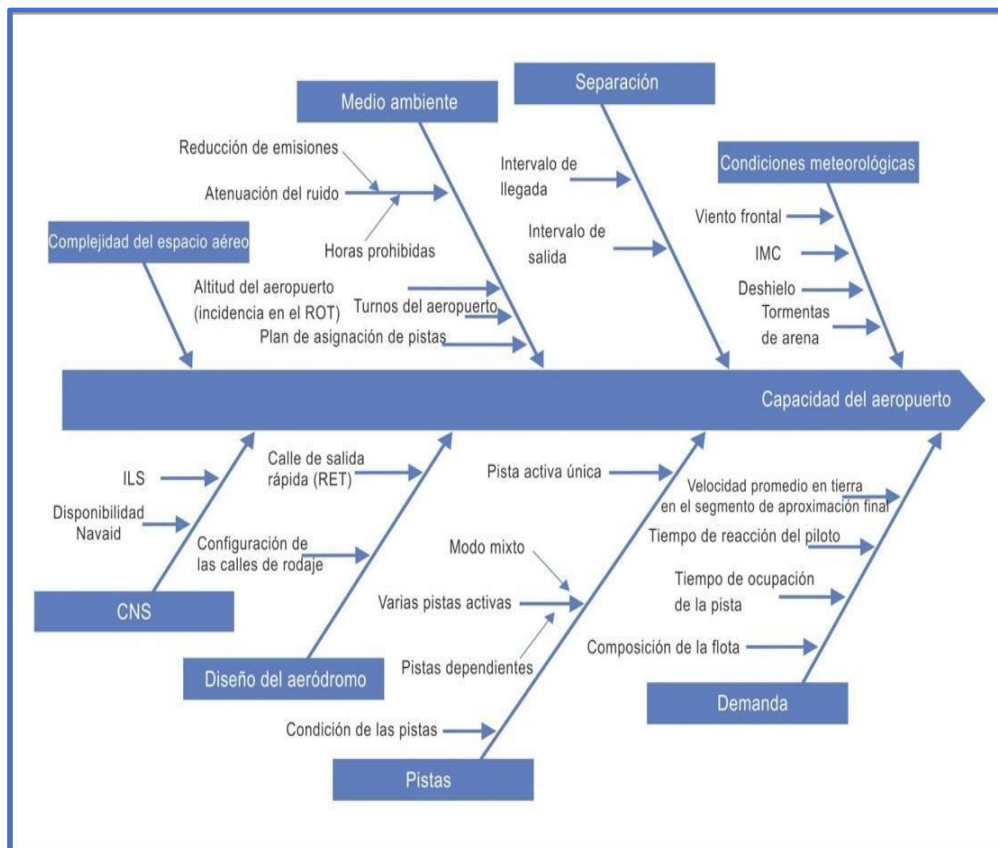 Separación
Medio ambiente
Reducción de emisiones
Atenuación del ruido
Horas prohibidas
Intervalo de
llegada
Intervalo de
salida
Condiciones meteorológicas
Viento frontal
IMC
Deshielo
Tormentas
de arena
Complejidad del espacio aéreo
Altitud del aeropuerto
(incidencia en el ROT)
Turnos del aeropuerto
Plan de asignación de pistas
Capacidad del aeropuerto
ILS
Disponibilidad
Navaid
CNS
Calle de salida
rápida (RET)
Configuración de
las calles de rodaje
Diseño del aeródromo
Pista activa única
Modo mixto
Varias pistas activas
Pistas dependientes
Condición de las pistas
Pistas
Velocidad promedio en tierra
en el segmento de aproximación final
Tiempo de reacción del piloto
Tiempo de ocupación
de la pista
Composición de la flota
Demanda